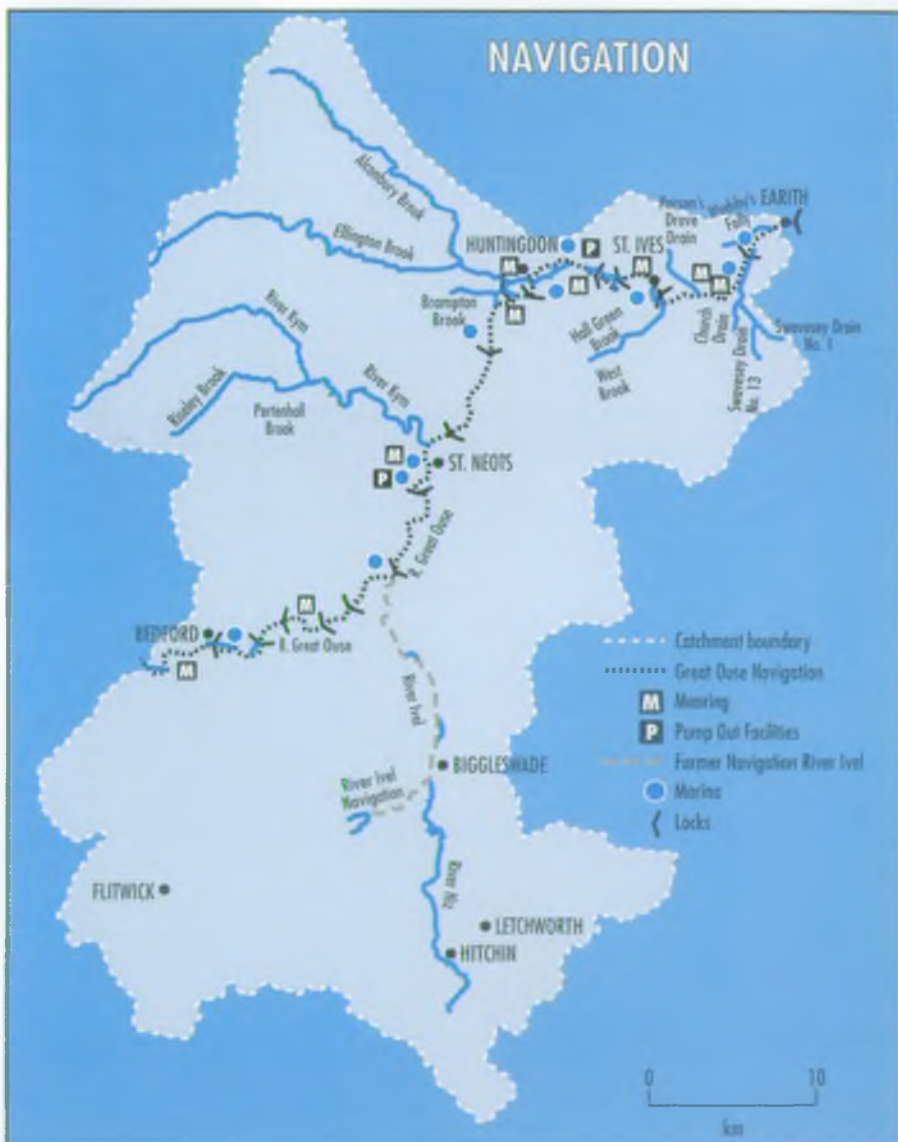 NAVIGATION
Alconbury Brook
Ellington Brook
HUNTINGDON
P
ST. IVES
Parson's
Drove
Drain
EARTH
Falls
M
M
M
M
M
M
Brampton
Brook
Hall Green
Brook
West
Brook
Church
Drain
Swavesey Drain
No. 13
Swavesey Drain
No. 1
River Kym
River Kym
Brook
Pertenhall
Brook
M
P
ST. NEOTS
R. Great Ouse
M
BEDFORD
R. Great Ouse
M
River Ivel
BIGGLESWADE
River Ivel
Navigation
River Hiz
FLITWICK
LETCHWORTH
HITCHIN
Catchment boundary
Great Ouse Navigation
M Mooring
P Pump Out Facilities
Former Navigation River Ivel
Marina
Locks
0 10
km